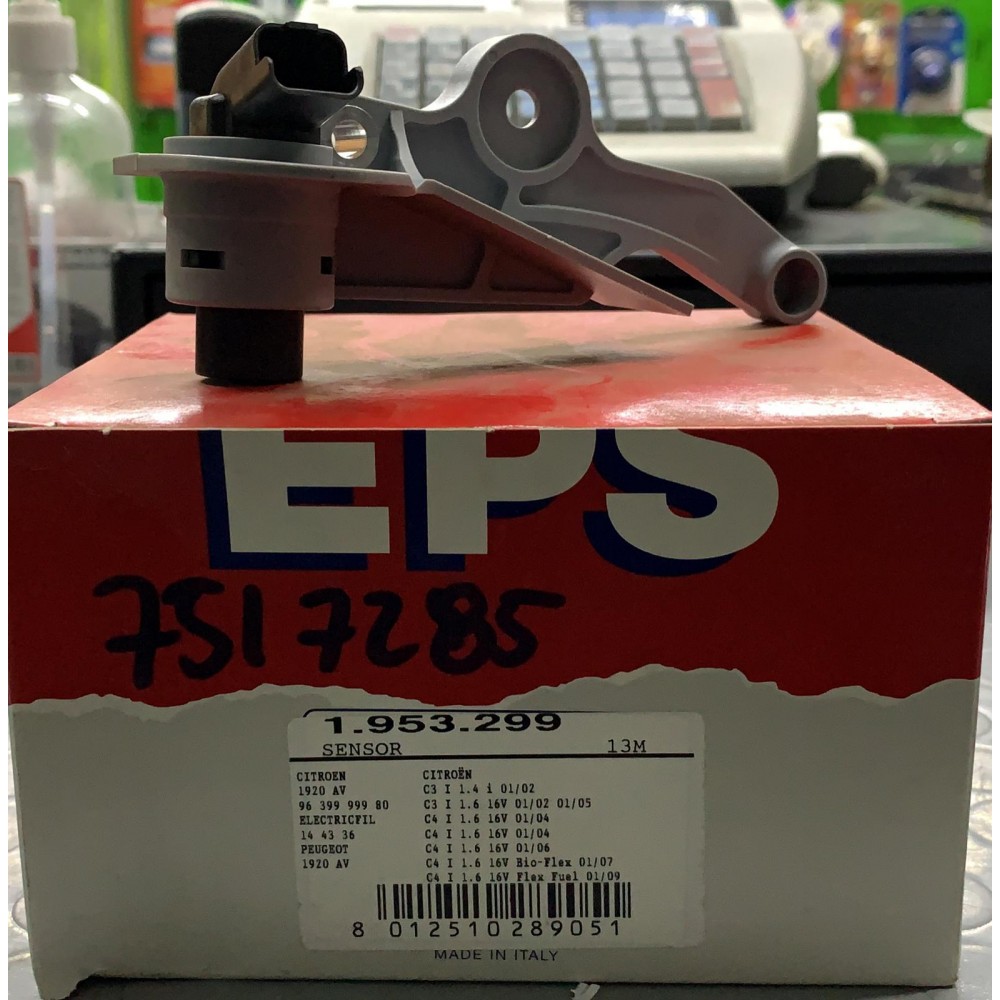 EPS
7517285
1.953.299
SENSOR 13M
CITROEN CITROËN
1920 AV C3 I 1.4 i 01/02
96 399 999 80 C3 I 1.6 16V 01/02 01/05
ELECTRICFIL C4 I 1.6 16V 01/04
14 43 36 C4 I 1.6 16V 01/04
PEUGEOT C4 I 1.6 16V 01/06
1920 AV C4 I 1.6 16V Bio-Flex 01/07
C4 I 1.6 16V Flex Fuel 01/09
8 012510 289051
MADE IN ITALY